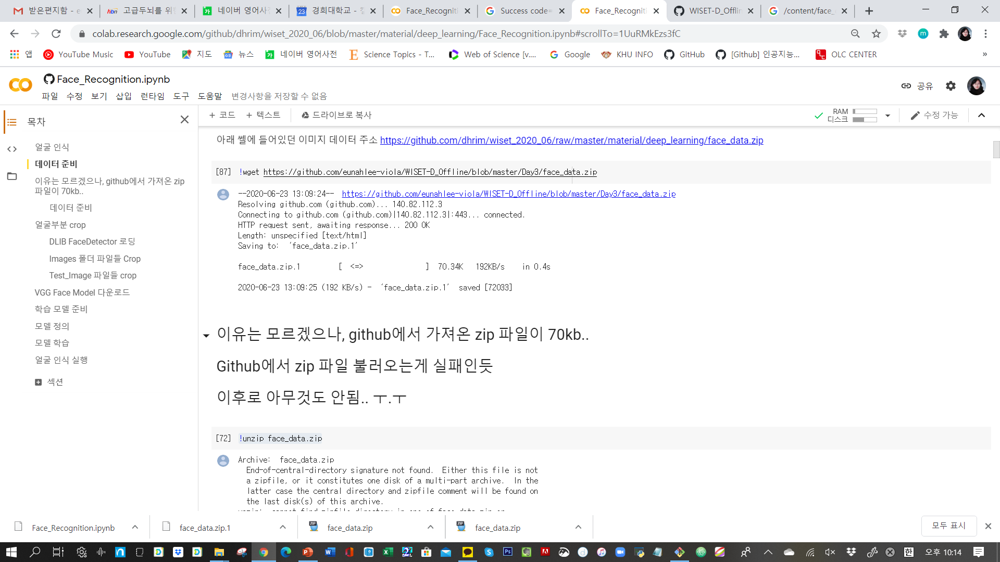 받은편지함 - e
고급두뇌를 위한
네이버 영어사전
경희대학교 - 캘
Face_Recogniti
Success code=
Face_Recogniti
WISET-D_Offlin
/content/face_
colab.research.google.com/github/dhrim/wiset_2020_06/blob/master/material/deep_learning/Face_Recognition.ipynb#scrollTo=1UuRMkEzs3fC
앱
YouTube Music
YouTube
지도
뉴스
네이버 영어사전
Science Topics - T...
Web of Science [v....
Google
KHU INFO
GitHub
[Github] 인공지능...
OLC CENTER
»
Face_Recognition.ipynb
파일 수정 보기 삽입 런타임 도구 도움말 변경사항을 저장할 수 없음
공유
목차
+ 코드 + 텍스트 드라이브로 복사
RAM
디스크
수정 가능
얼굴 인식
데이터 준비
이유는 모르겠으나, github에서 가져온 zip
파일이 70kb..
데이터 준비
얼굴부분 crop
DLIB FaceDetector 로딩
Images 폴더 파일들 Crop
Test_Image 파일들 crop
VGG Face Model 다운로드
학습 모델 준비
모델 정의
모델 학습
얼굴 인식 실행
섹션
아래 쎌에 들어있던 이미지 데이터 주소 https://github.com/dhrim/wiset_2020_06/raw/master/material/deep_learning/face_data.zip
[87] !wget https://github.com/eunahlee-viola/WISET-D_Offline/blob/master/Day3/face_data.zip
--2020-06-23 13:09:24-- https://github.com/eunahlee-viola/WISET-D_Offline/blob/master/Day3/face_data.zip
Resolving github.com (github.com)... 140.82.112.3
Connecting to github.com (github.com)|140.82.112.3|:443... connected.
HTTP request sent, awaiting response... 200 OK
Length: unspecified [text/html]
Saving to: ‘face_data.zip.1’
face_data.zip.1 [ <=> ] 70.34K 192KB/s in 0.4s
2020-06-23 13:09:25 (192 KB/s) - ‘face_data.zip.1’ saved [72033]
이유는 모르겠으나, github에서 가져온 zip 파일이 70kb..
Github에서 zip 파일 불러오는게 실패인듯
이후로 아무것도 안됨.. ㅜ.ㅜ
[72] !unzip face_data.zip
Archive: face_data.zip
End-of-central-directory signature not found. Either this file is not
a zipfile, or it constitutes one disk of a multi-part archive. In the
latter case the central directory and zipfile comment will be found on
the last disk(s) of this archive.
Face_Recognition.ipynb
face_data.zip.1
face_data.zip
face_data.zip
모두 표시
한
오후 10:14